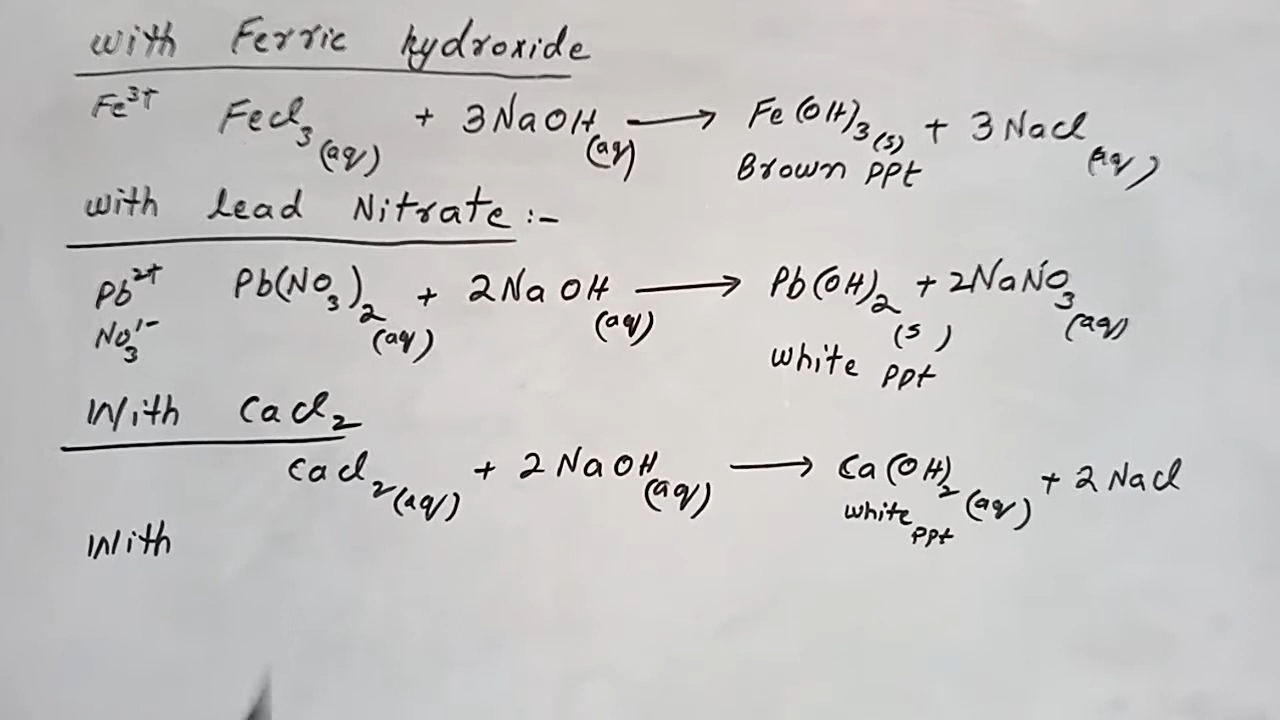 with Ferric hydroxide
Fe³⁺ FeCl₃(aq) + 3NaOH(aq) ⟶ Fe(OH)₃(s) + 3NaCl(aq)
Brown ppt
with lead Nitrate :-
Pb²⁺ Pb(NO₃)₂(aq) + 2NaOH(aq) ⟶ Pb(OH)₂(s) + 2NaNO₃(aq)
NO₃¹⁻ white ppt
With CaCl₂
CaCl₂(aq) + 2NaOH(aq) ⟶ Ca(OH)₂(aq) + 2NaCl
white ppt
With